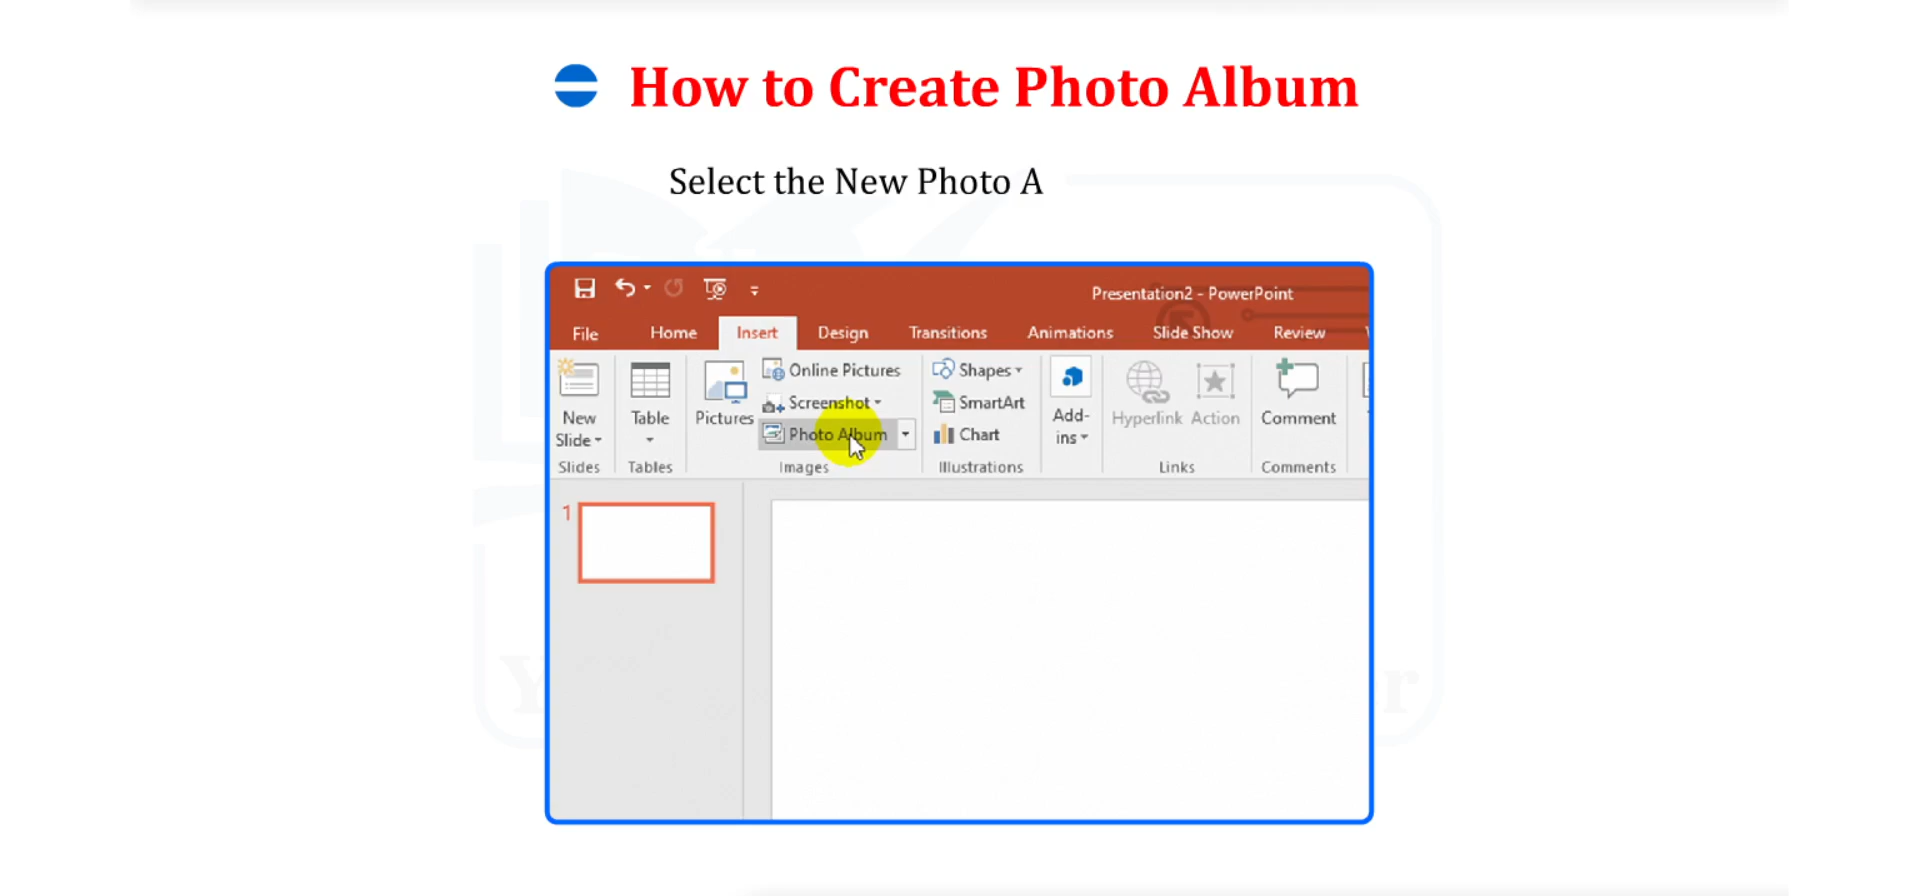 How to Create Photo Album
Select the New Photo A
Presentation2 - PowerPoint
File Home Insert Design Transitions Animations Slide Show Review
New Slide
Table
Pictures
Online Pictures
Screenshot
Photo Album
Shapes
SmartArt
Chart
Add-ins
Hyperlink
Action
Comment
Slides Tables Images Illustrations Links Comments
1